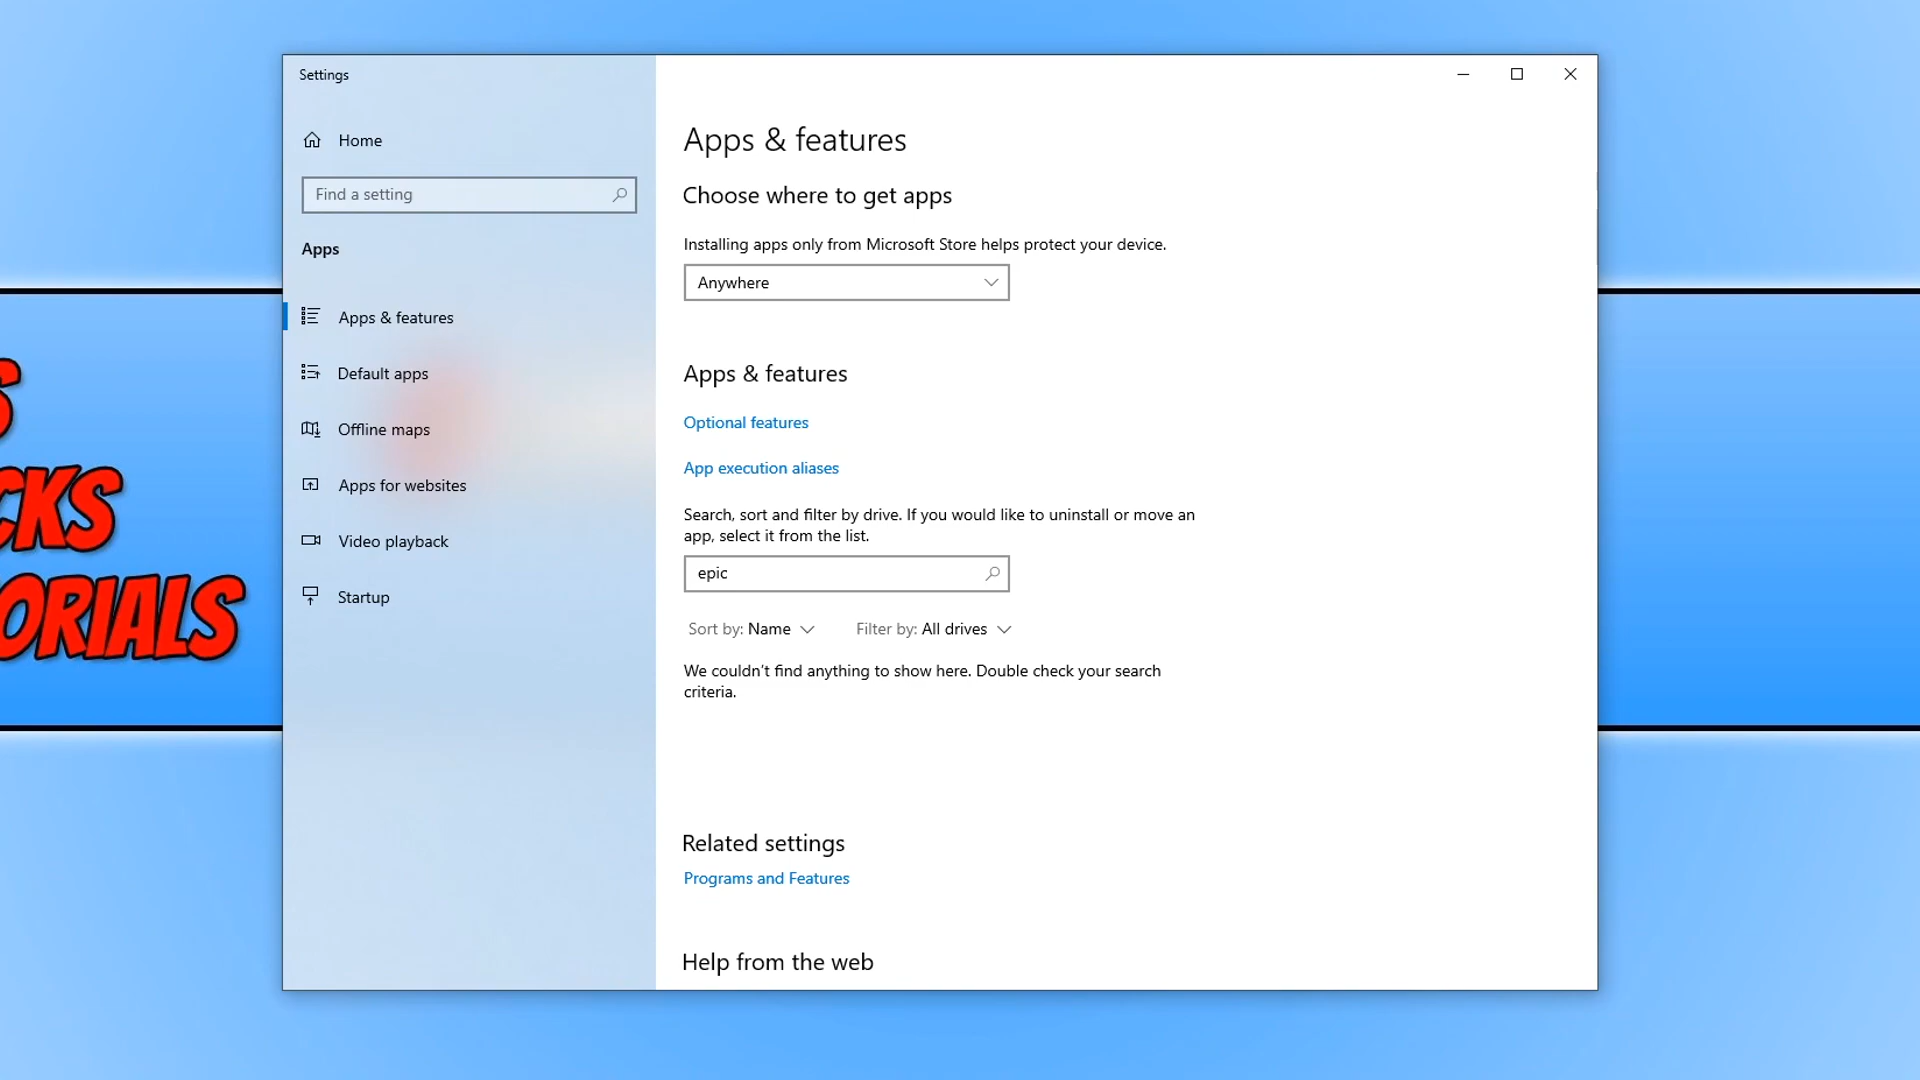 Settings
Home
Find a setting
Apps
Apps & features
Default apps
Offline maps
Apps for websites
Video playback
Startup
Apps & features
Choose where to get apps
Installing apps only from Microsoft Store helps protect your device.
Anywhere
Apps & features
Optional features
App execution aliases
Search, sort and filter by drive. If you would like to uninstall or move an
app, select it from the list.
epic
Sort by: Name
Filter by: All drives
We couldn't find anything to show here. Double check your search
criteria.
Related settings
Programs and Features
Help from the web
S
CKS
ORIALS